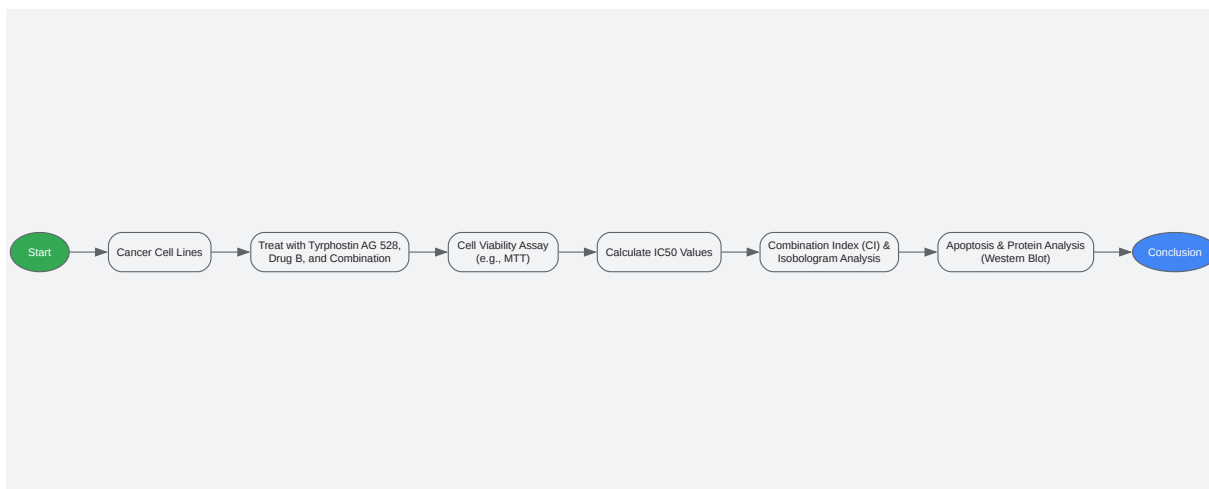 Start
Cancer Cell Lines
Treat with Tyrphostin AG 528,
Drug B, and Combination
Cell Viability Assay
(e.g., MTT)
Calculate IC50 Values
Combination Index (CI) &
Isobologram Analysis
Apoptosis & Protein Analysis
(Western Blot)
Conclusion